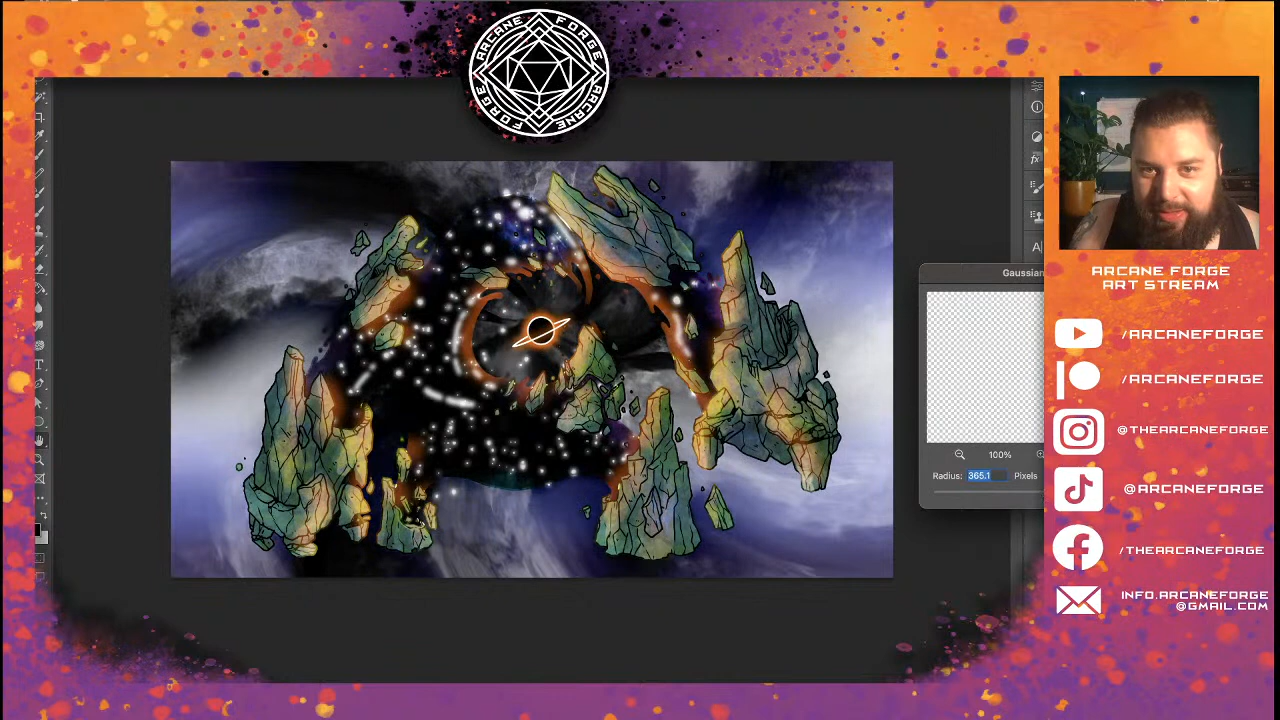 ARCANE FORGE ARCANE FORGE
Gaussian
100%
Radius: 365.1 Pixels
ARCANE FORGE
ART STREAM
/ARCANEFORGE
/ARCANEFORGE
@THEARCANEFORGE
@ARCANEFORGE
/THEARCANEFORGE
INFO.ARCANEFORGE
@GMAIL.COM